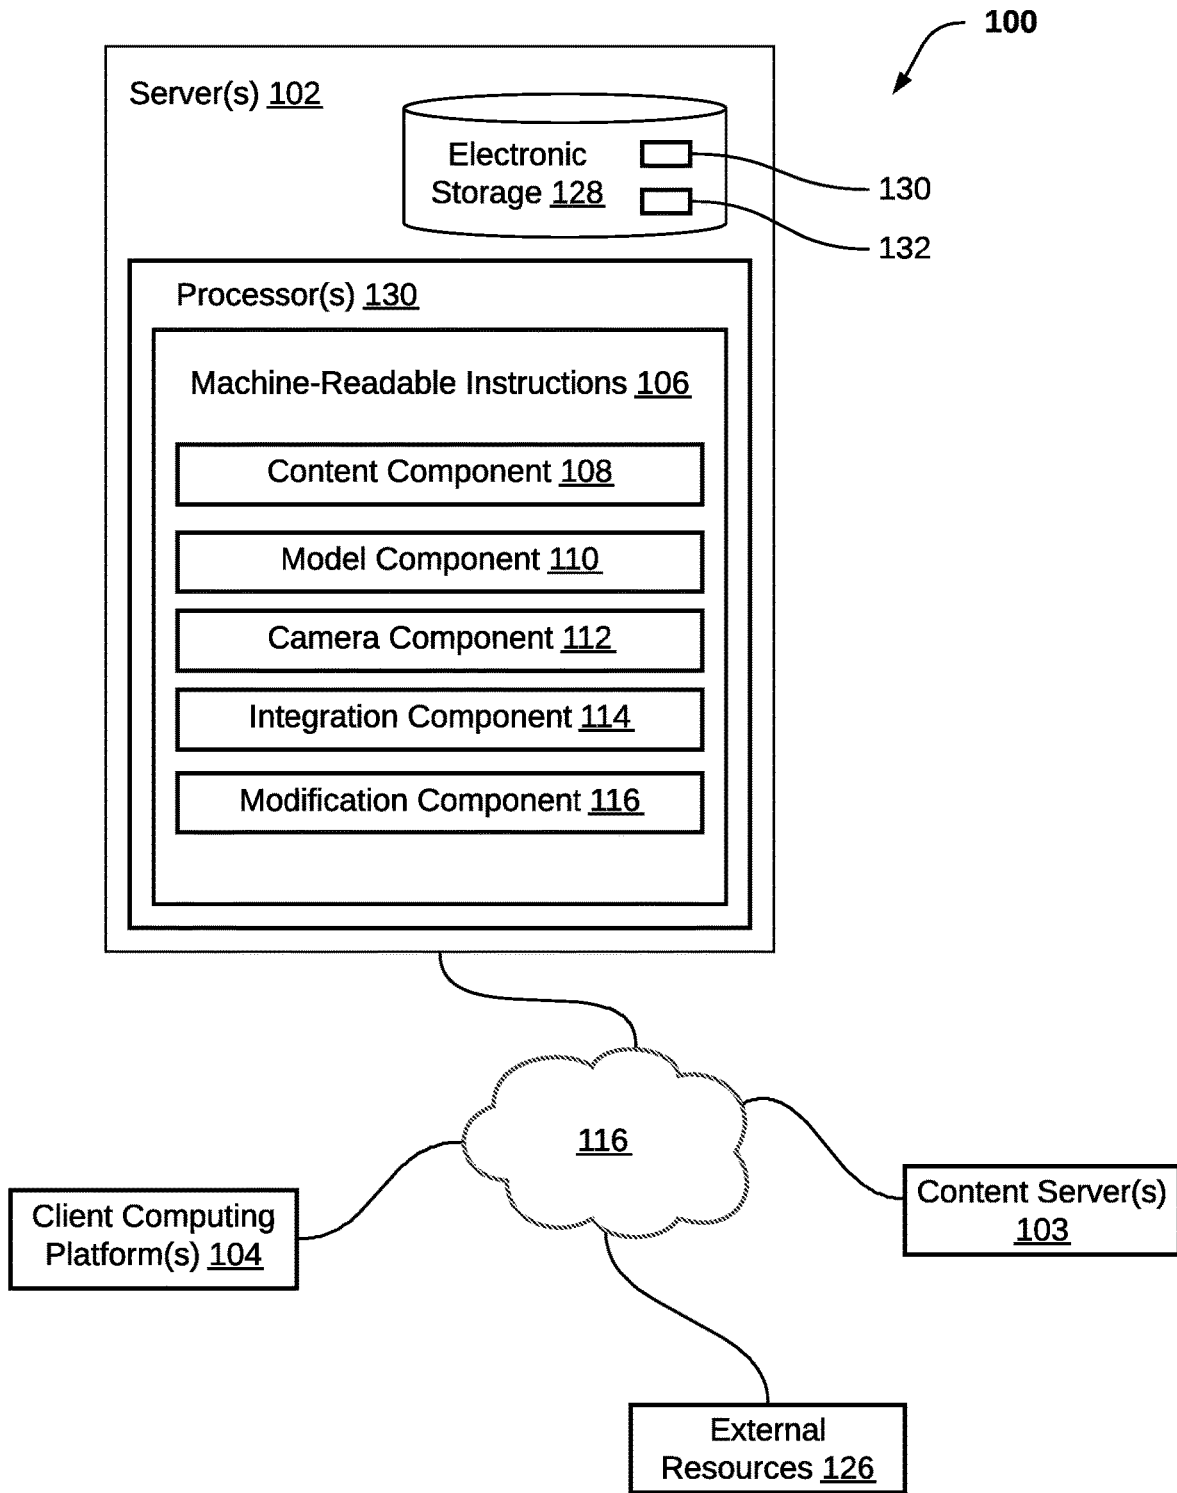 100
Server(s) 102
Electronic
Storage 128
130
132
Processor(s) 130
Machine-Readable Instructions 106
Content Component 108
Model Component 110
Camera Component 112
Integration Component 114
Modification Component 116
116
Content Server(s)
103
Client Computing
Platform(s) 104
External
Resources 126